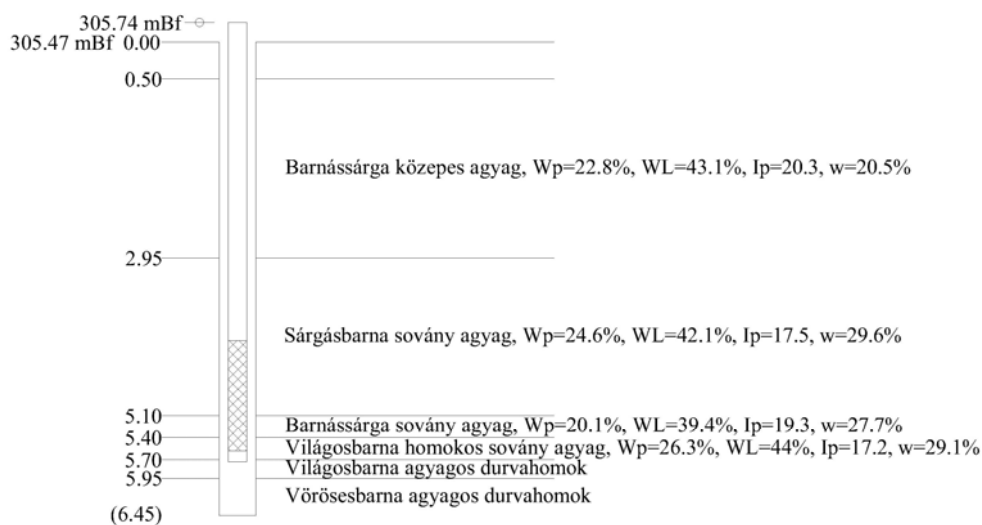 305.74 mBf
305.47 mBf 0.00
0.50
Barnássárga közepes agyag, Wp=22.8%, WL=43.1%, Ip=20.3, w=20.5%
2.95
Sárgásbarna sovány agyag, Wp=24.6%, WL=42.1%, Ip=17.5, w=29.6%
5.10
Barnássárga sovány agyag, Wp=20.1%, WL=39.4%, Ip=19.3, w=27.7%
5.40
Világosbarna homokos sovány agyag, Wp=26.3%, WL=44%, Ip=17.2, w=29.1%
5.70
Világosbarna agyagos durvahomok
5.95
Vörösesbarna agyagos durvahomok
(6.45)